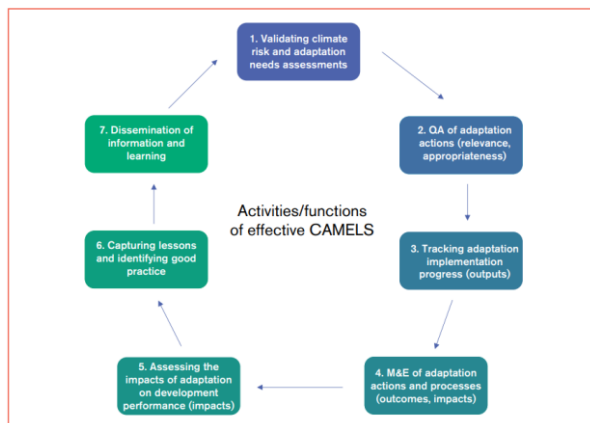 1. Validating climate
risk and adaptation
needs assessments
2. QA of adaptation
actions (relevance,
appropriateness)
3. Tracking adaptation
implementation
progress (outputs)
4. M&E of adaptation
actions and processes
(outcomes, impacts)
5. Assessing the
impacts of adaptation
on development
performance (impacts)
6. Capturing lessons
and identifying good
practice
7. Dissemination of
information and
learning
Activities/functions
of effective CAMELS